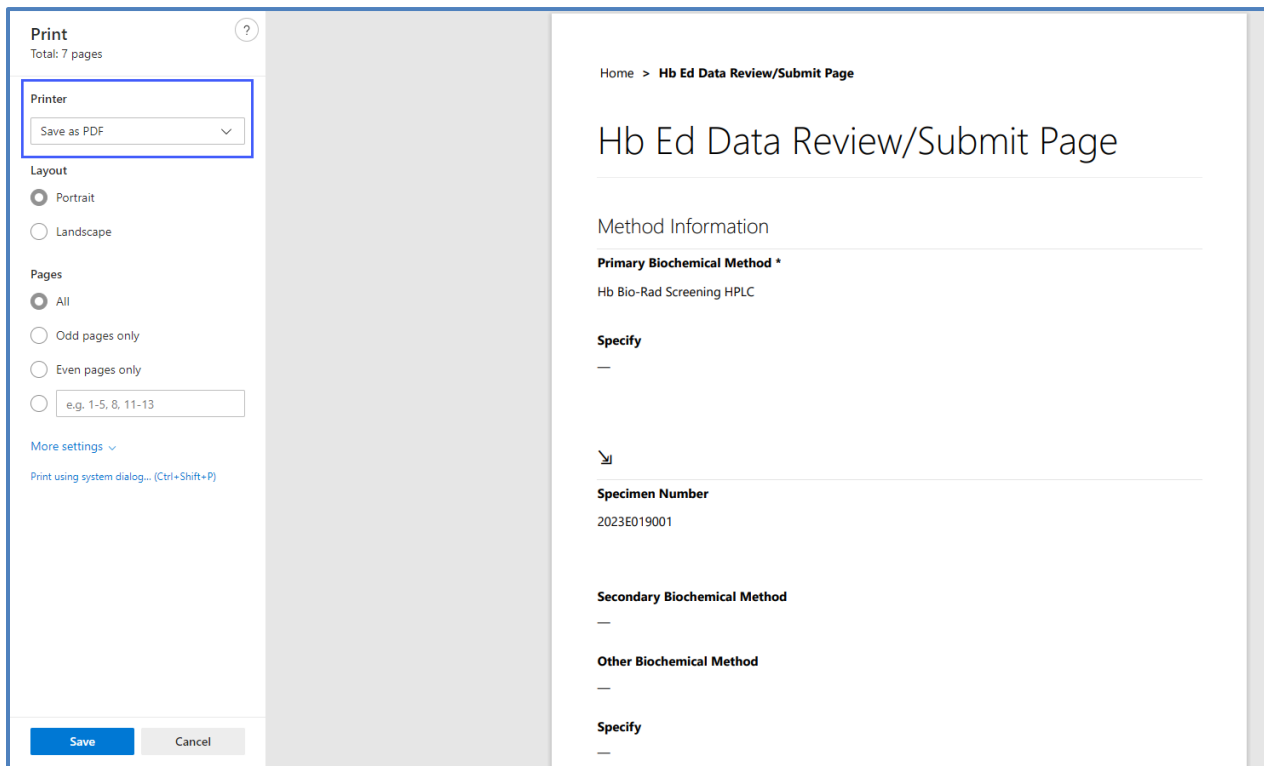 Print
?
Total: 7 pages
Printer
Save as PDF
Layout
Portrait
Landscape
Pages
All
Odd pages only
Even pages only
e.g. 1-5, 8, 11-13
More settings
Print using system dialog... (Ctrl+Shift+P)
Save Cancel
Home > Hb Ed Data Review/Submit Page
Hb Ed Data Review/Submit Page
Method Information
Primary Biochemical Method *
Hb Bio-Rad Screening HPLC
Specify
—
Specimen Number
2023E019001
Secondary Biochemical Method
—
Other Biochemical Method
—
Specify
—